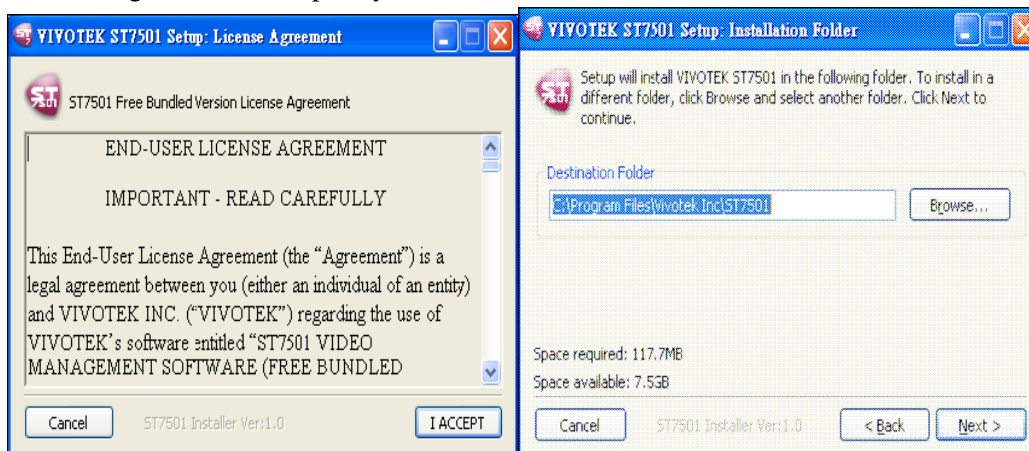 VIVOTEK ST7501 Setup: License Agreement
ST7501 Free Bundled Version License Agreement
END-USER LICENSE AGREEMENT
IMPORTANT - READ CAREFULLY
This End-User License Agreement (the “Agreement”) is a
legal agreement between you (either an individual of an entity)
and VIVOTEK INC. (“VIVOTEK”) regarding the use of
VIVOTEK’s software entitled “ST7501 VIDEO
MANAGEMENT SOFTWARE (FREE BUNDLED
Cancel
ST7501 Installer Ver:1.0
I ACCEPT
VIVOTEK ST7501 Setup: Installation Folder
Setup will install VIVOTEK ST7501 in the following folder. To install in a
different folder, click Browse and select another folder. Click Next to
continue.
Destination Folder
C:\Program Files\Vivotek Inc\ST7501
Browse...
Space required: 117.7MB
Space available: 7.5GB
Cancel
ST7501 Installer Ver:1.0
< Back
Next >